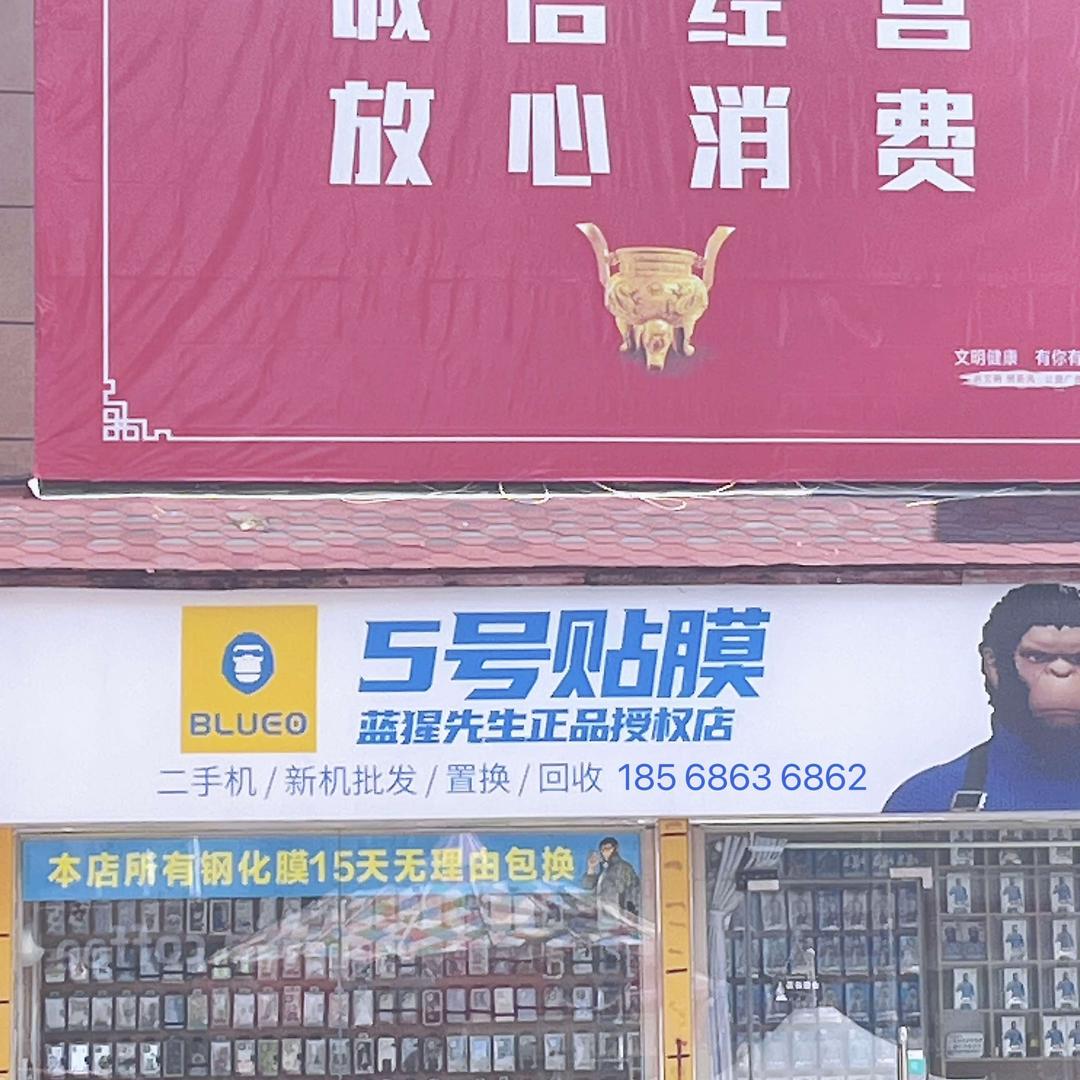 诚信经营
放心消费
文明健康 有你有
BLUEO
5号贴膜
蓝猩先生正品授权店
二手机 / 新机批发 / 置换 / 回收 185 6863 6862
本店所有钢化膜15天无理由包换